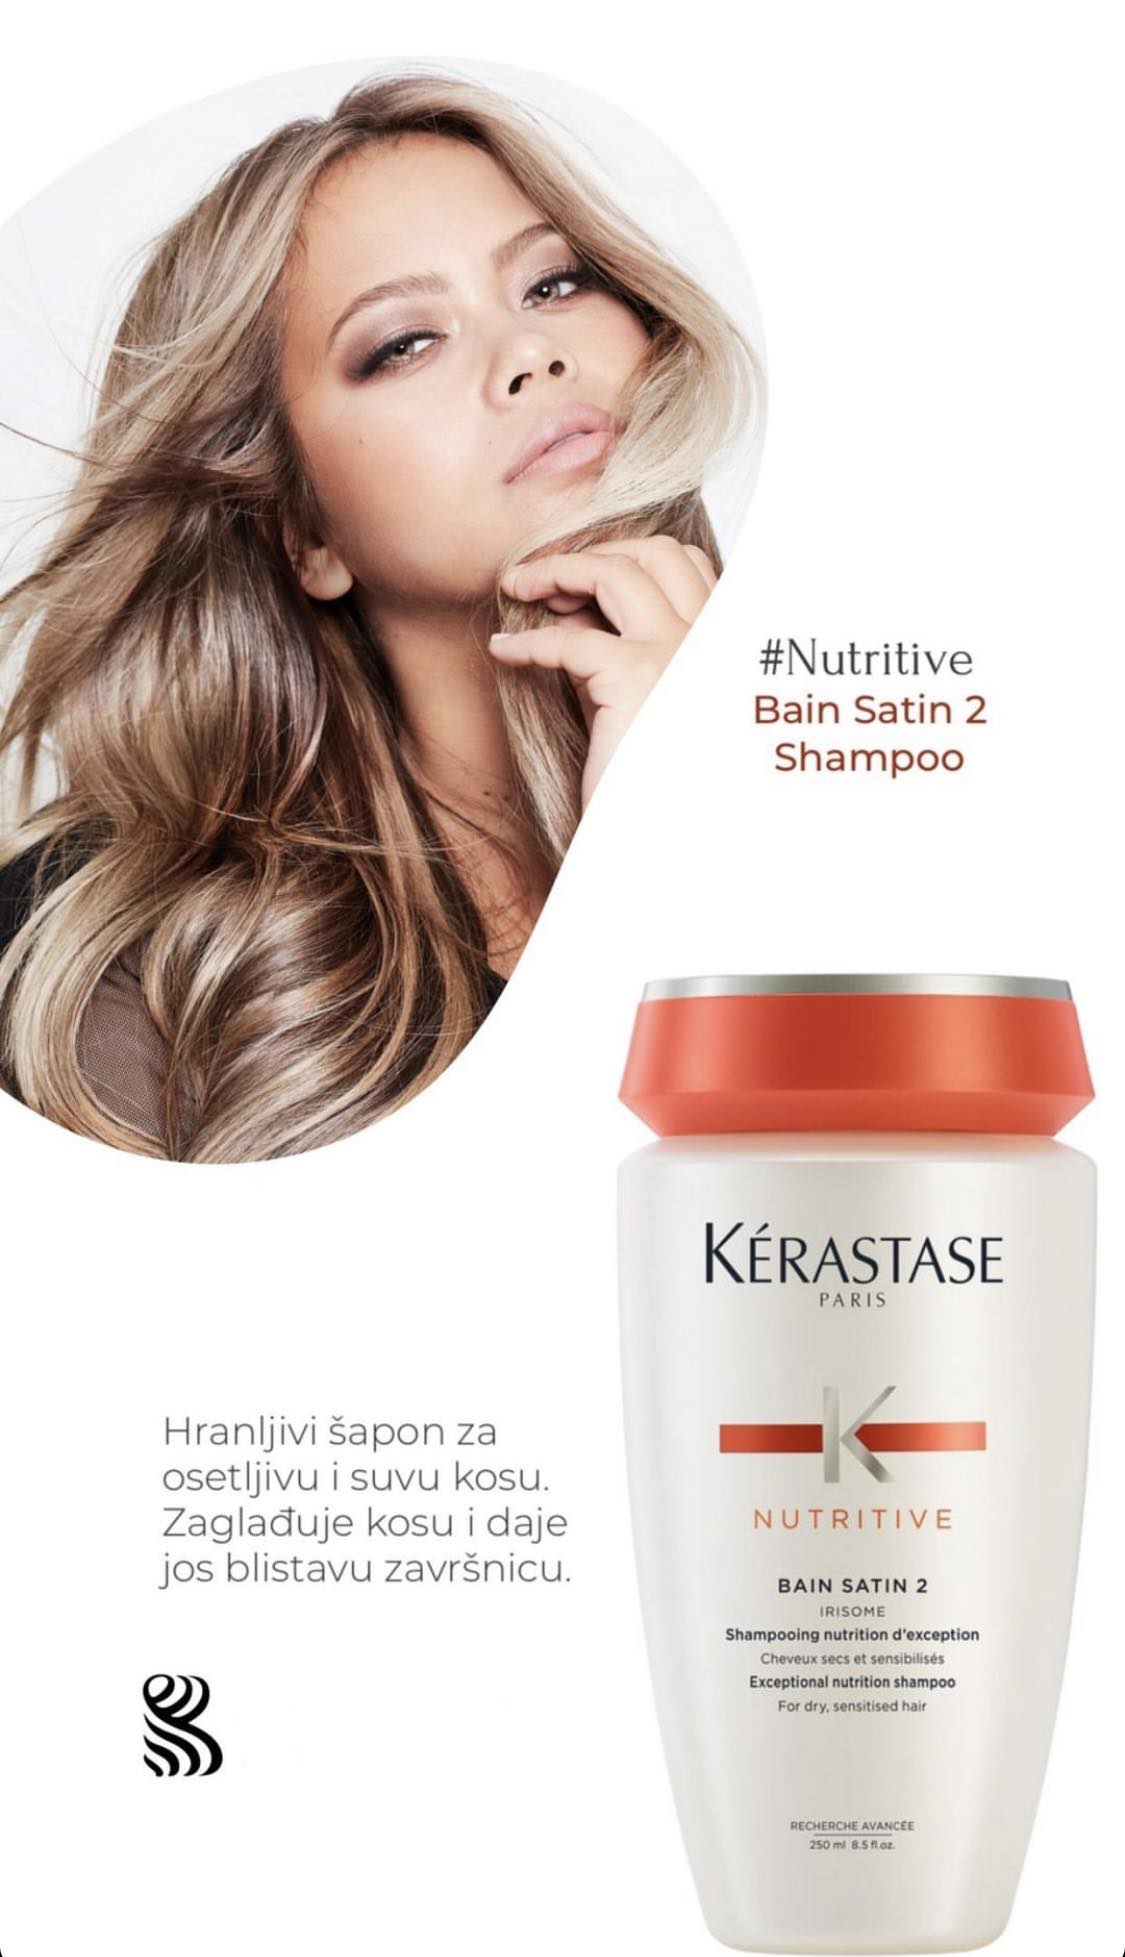 #Nutritive
Bain Satin 2
Shampoo
KÉRASTASE
PARIS
K
NUTRITIVE
BAIN SATIN 2
IRISOME
Shampooing nutrition d'exception
Cheveux secs et sensibilisés
Exceptional nutrition shampoo
For dry, sensitised hair
RECHERCHE AVANCÉE
250 ml 8.5 fl.oz.
Hranljivi šapon za
osetljivu i suvu kosu.
Zaglađuje kosu i daje
jos blistavu završnicu.